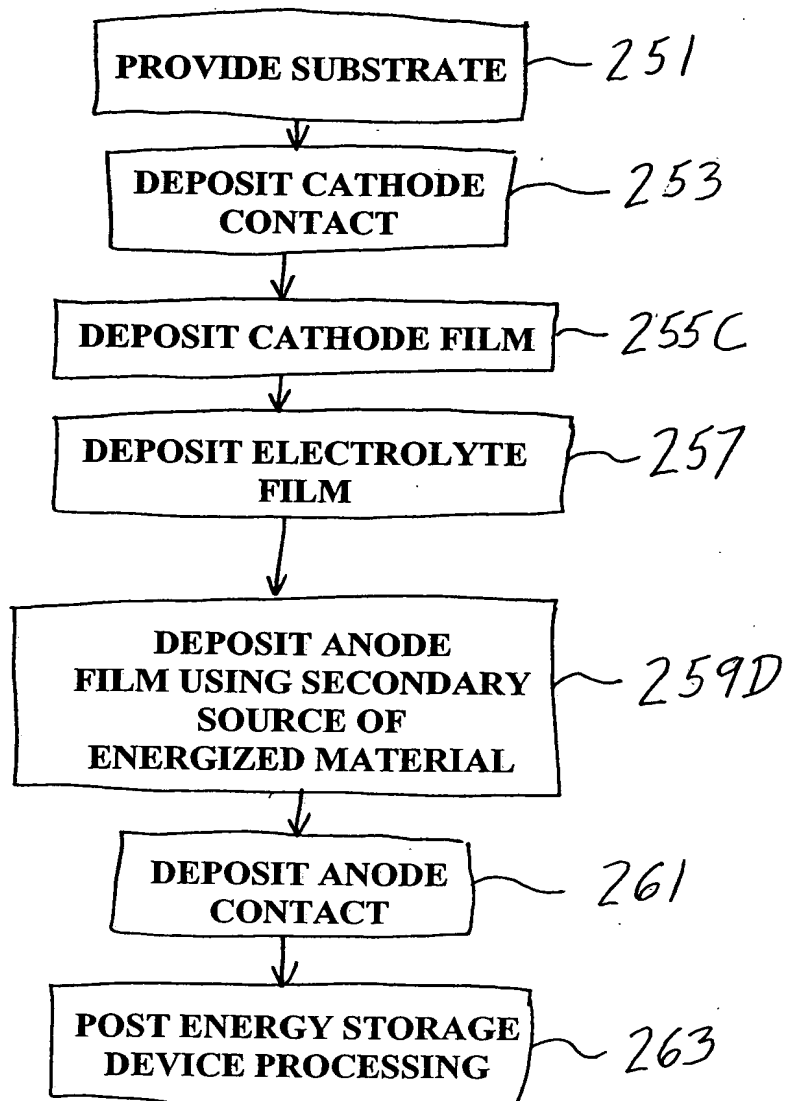 PROVIDE SUBSTRATE 251
DEPOSIT CATHODE
CONTACT
253
DEPOSIT CATHODE FILM 255C
DEPOSIT ELECTROLYTE
FILM
257
DEPOSIT ANODE
FILM USING SECONDARY
SOURCE OF
ENERGIZED MATERIAL
259D
DEPOSIT ANODE
CONTACT
261
POST ENERGY STORAGE
DEVICE PROCESSING
263